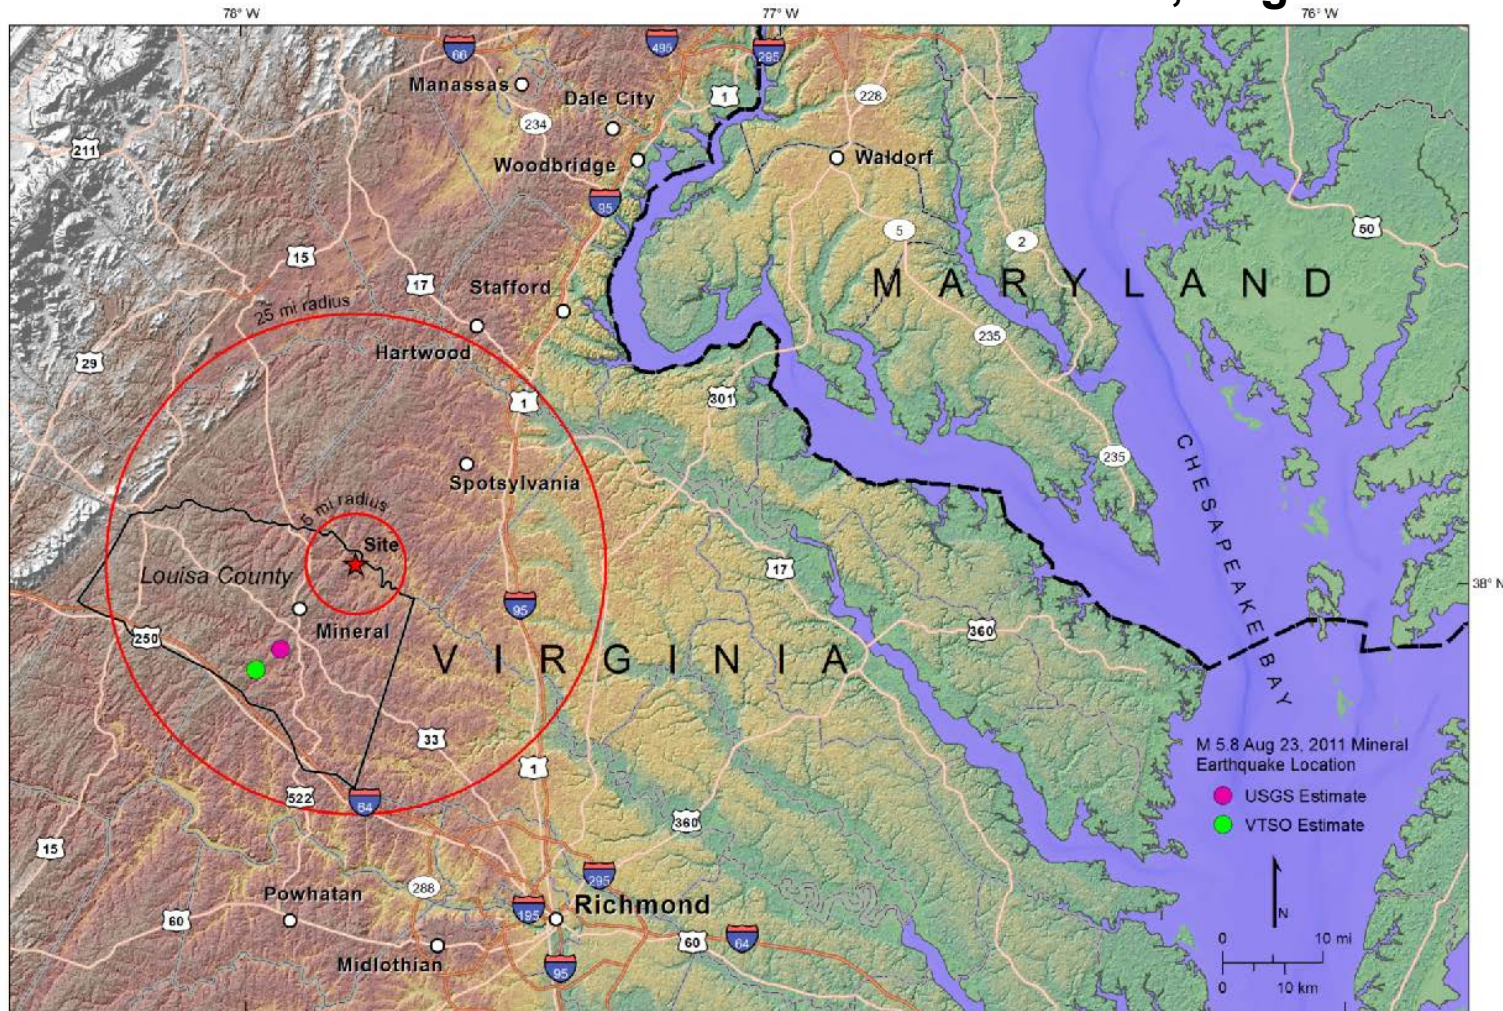 78° W
77° W
76° W
66
495
295
Manassas
Dale City
1
228
234
211
Woodbridge
Waldorf
95
5
2
50
15
17
Stafford
MARYLAND
25 mi radius
235
Hartwood
29
1
301
CHESAPEAKE BAY
235
Spotsylvania
5 mi radius
Site
Louisa County
17
38° N
95
Mineral
250
360
VIRGINIA
33
1
M 5.8 Aug 23, 2011 Mineral
Earthquake Location
USGS Estimate
VTSO Estimate
522
64
360
15
295
Powhatan
288
195
Richmond
60
60
64
N
Midlothian
95
0 10 mi
0 10 km